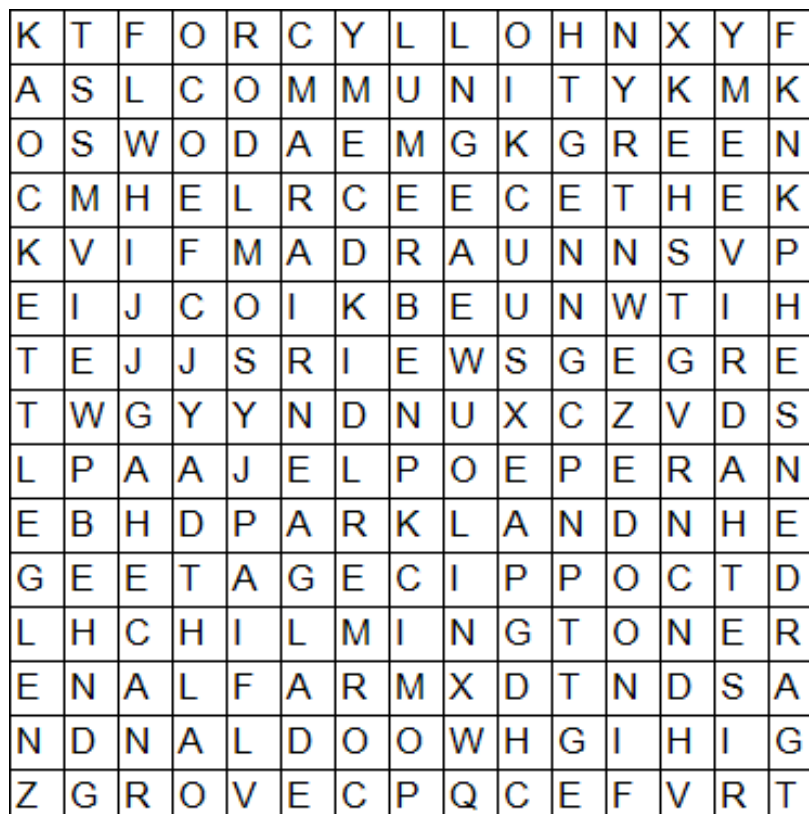 K T F O R C Y L L O H N X Y F
A S L C O M M U N I T Y K M K
O S W O D A E M G K G R E E N
C M H E L R C E E C E T H E K
K V I F M A D R A U N N S V P
E I J C O I K B E U N W T I H
T E J J S R I E W S G E G R E
T W G Y Y N D N U X C Z V D S
L P A A J E L P O E P E R A N
E B H D P A R K L A N D N H E
G E E T A G E C I P P O C T D
L H C H I L M I N G T O N E R
E N A L F A R M X D T N D S A
N D N A L D O O W H G I H I G
Z G R O V E C P Q C E F V R T